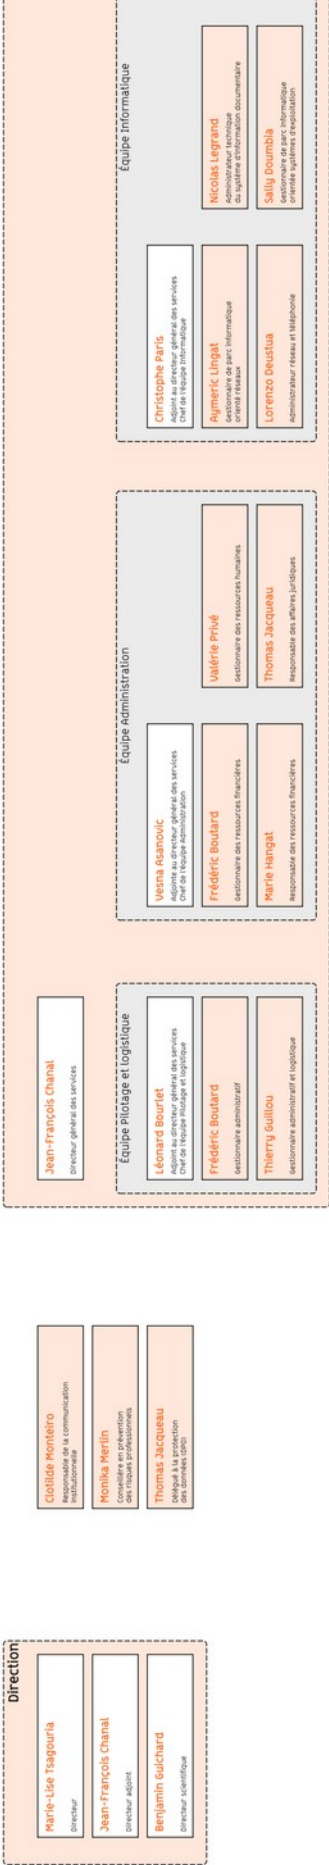 Direction
Marie-Lise Tsagouria
Directeur
Jean-François Chanal
Directeur adjoint
Benjamin Guichard
Directeur scientifique
Clotilde Monteiro
Responsable de la communication
institutionnelle
Monika Merlin
Conseillère en prévention
des risques professionnels
Thomas Jacqueau
Délégué à la protection
des données (DPD)
Jean-François Chanal
Directeur général des services
Équipe Pilotage et logistique
Léonard Bourlet
Adjoint au directeur général des services
Chef de l'équipe Pilotage et logistique
Frédéric Boutard
Gestionnaire administratif
Thierry Guillou
Gestionnaire administratif et logistique
Équipe Administration
Vesna Asanovic
Adjointe au directeur général des services
Chef de l'équipe Administration
Frédéric Boutard
Gestionnaire des ressources financières
Valérie Privé
Gestionnaire des ressources humaines
Marie Hangat
Responsable des ressources financières
Thomas Jacqueau
Responsable des affaires juridiques
Équipe Informatique
Christophe Paris
Adjoint au directeur général des services
Chef de l'équipe Informatique
Aymeric Lingat
Gestionnaire de parc informatique
orienté réseaux
Nicolas Legrand
Administrateur technique
du système d'information documentaire
Lorenzo Deustua
Administrateur réseau et téléphonie
Sally Doumbia
Gestionnaire de parc informatique
orientée systèmes d'exploitation